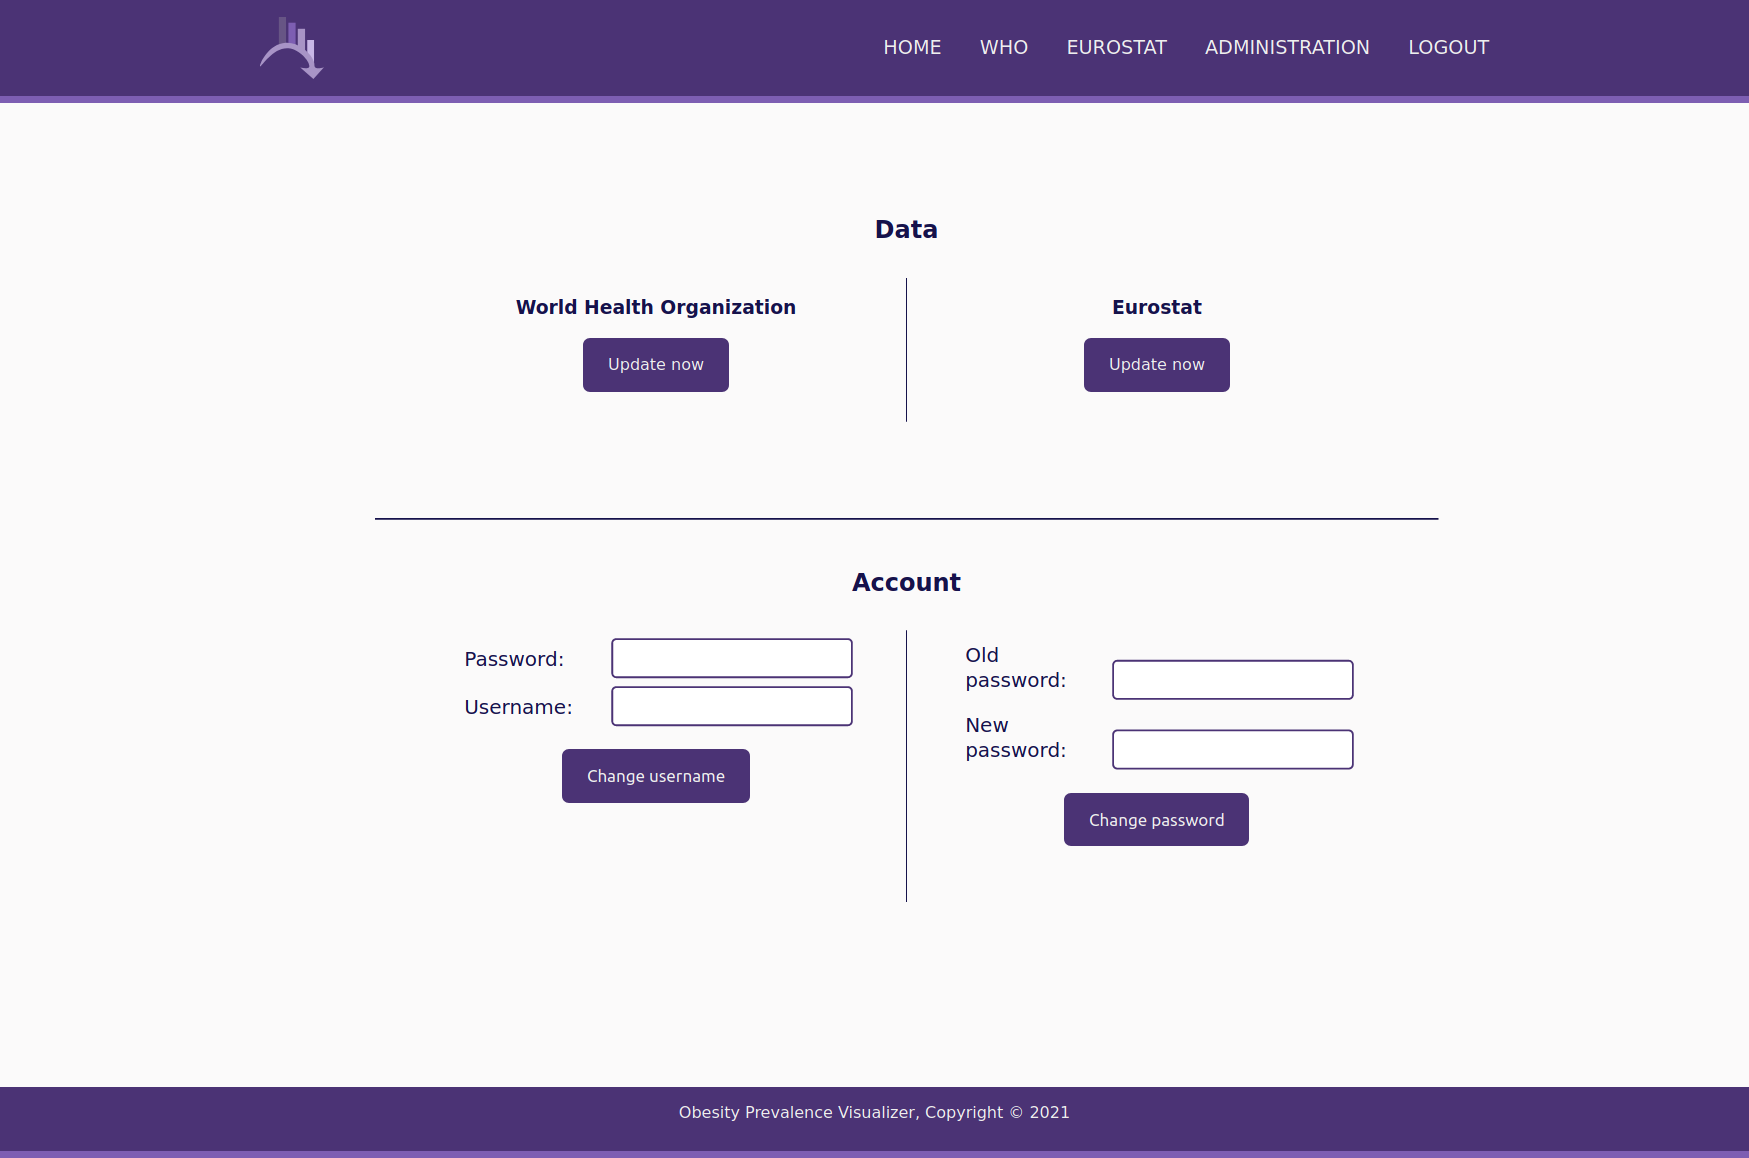 HOME WHO EUROSTAT ADMINISTRATION LOGOUT
Data
World Health Organization
Update now
Eurostat
Update now
Account
Password:
Username:
Change username
Old
password:
New
password:
Change password
Obesity Prevalence Visualizer, Copyright © 2021